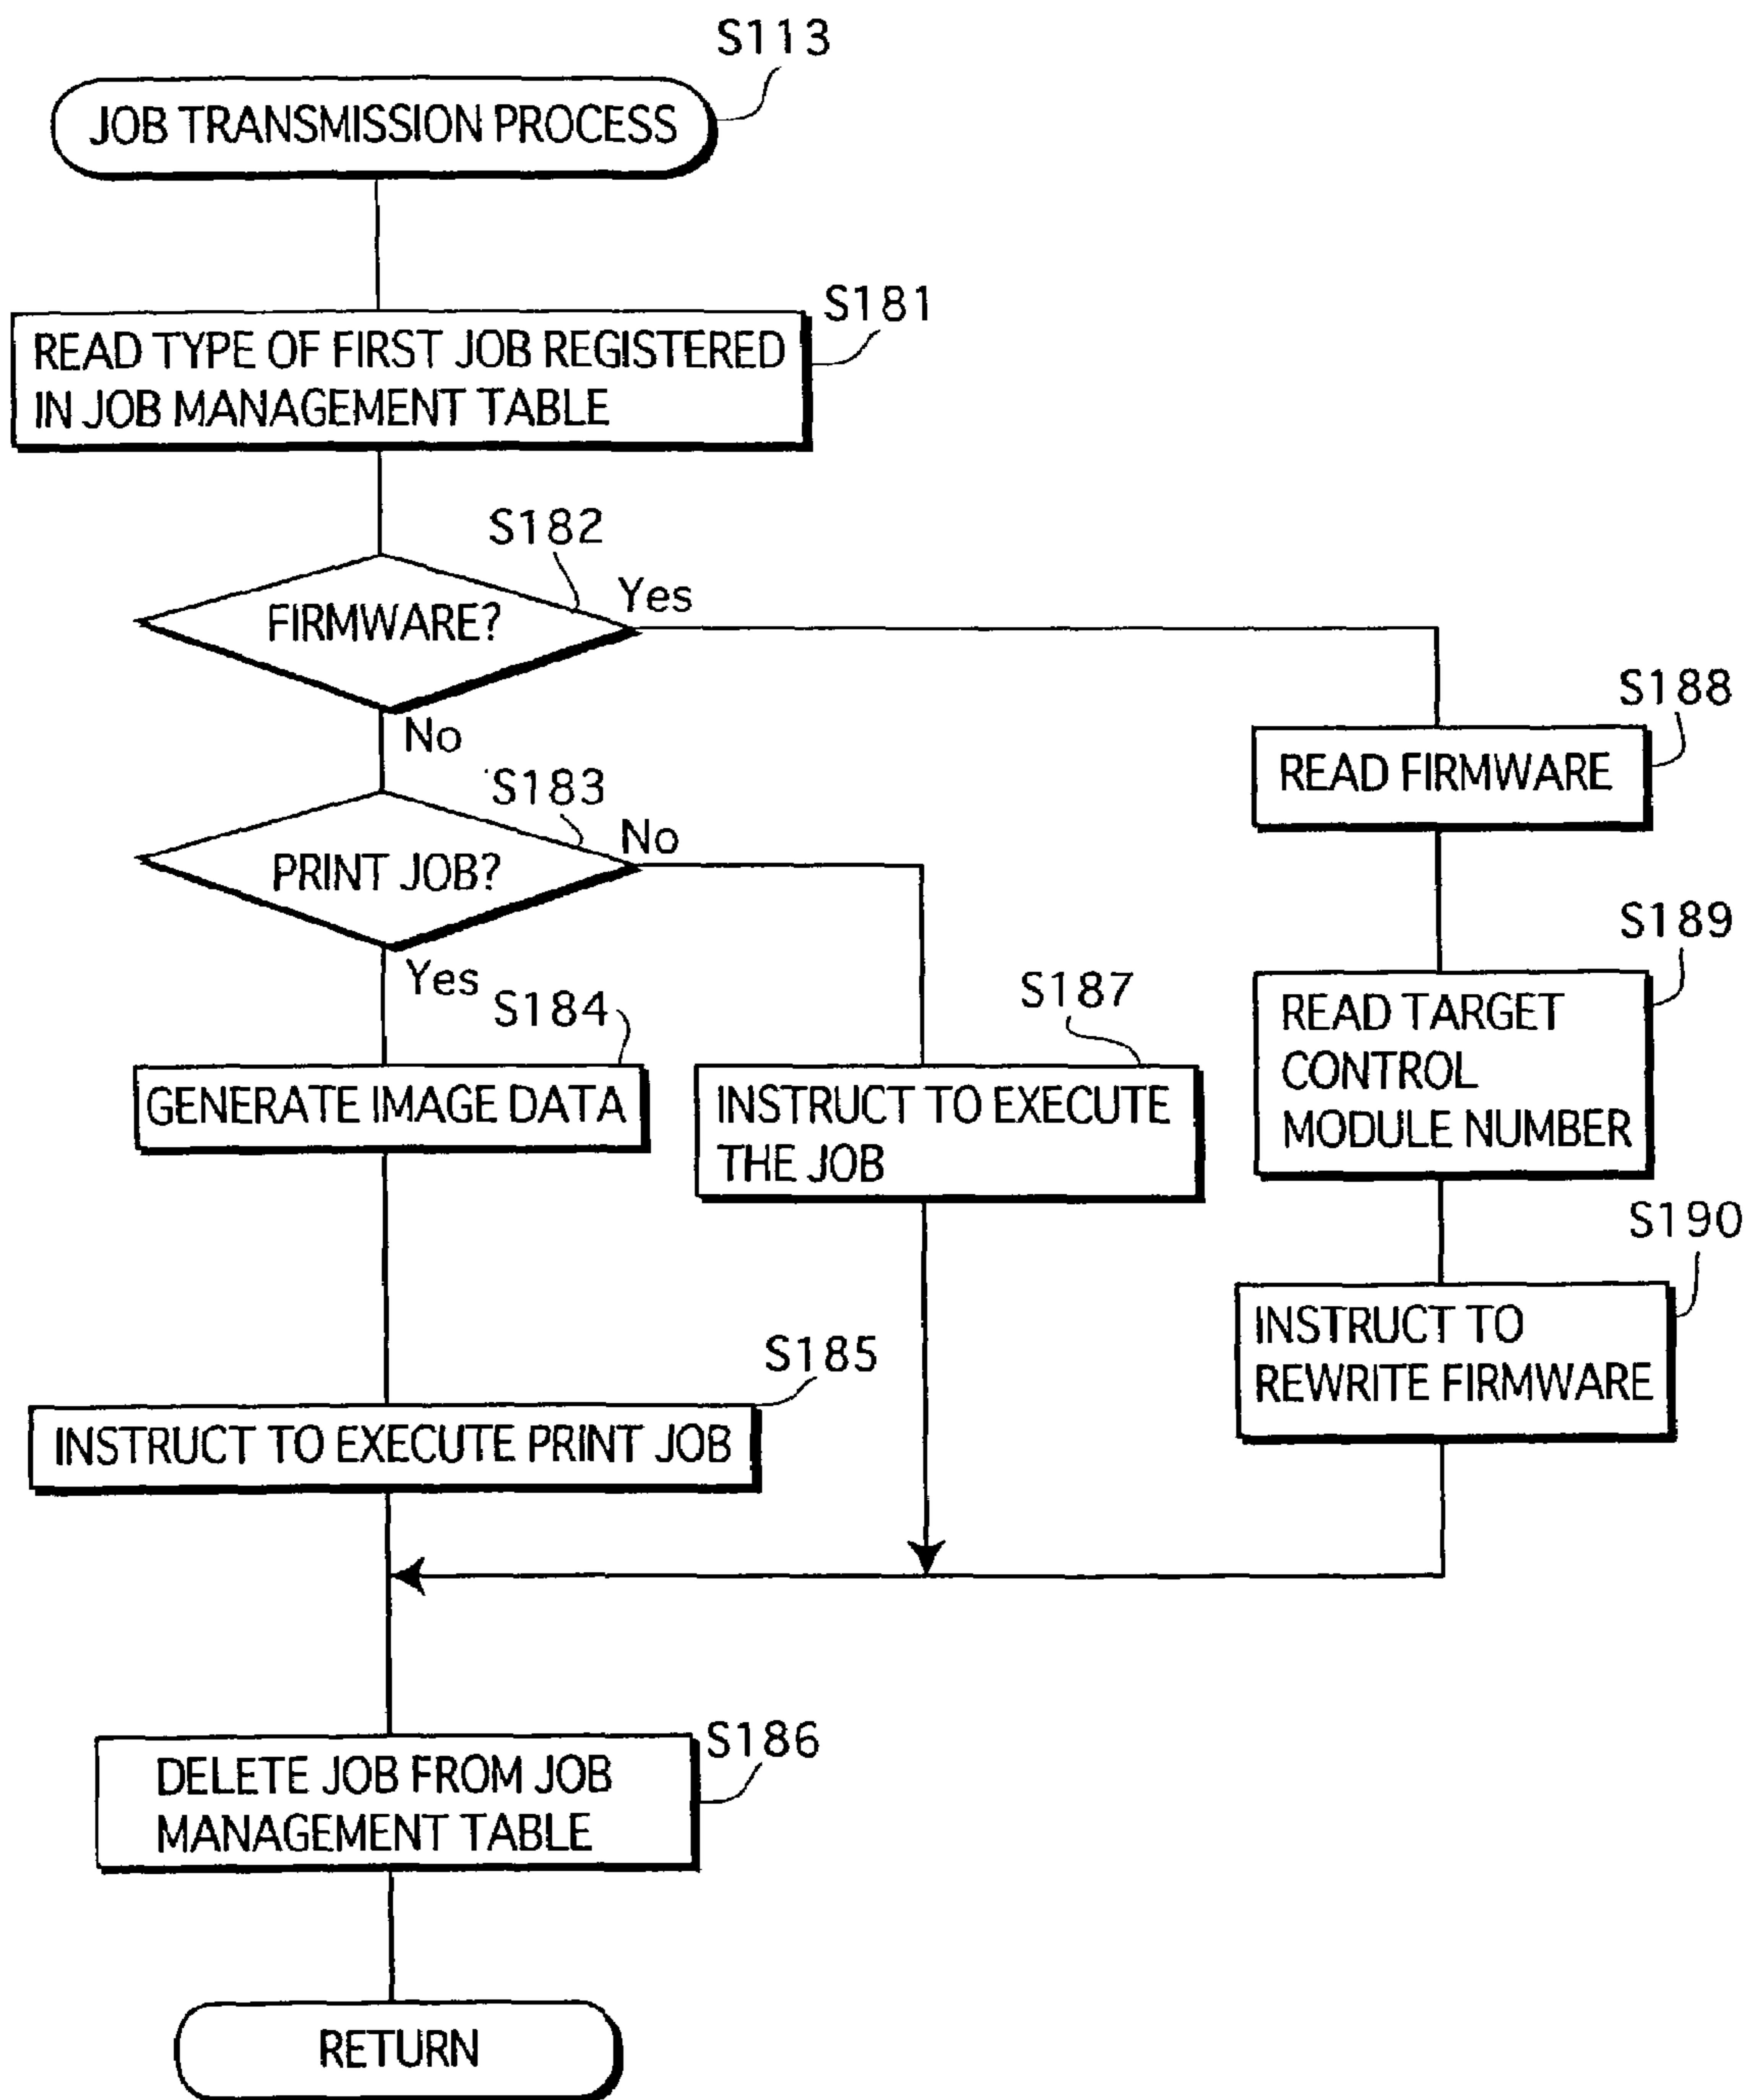 S113
JOB TRANSMISSION PROCESS
S181
READ TYPE OF FIRST JOB REGISTERED
IN JOB MANAGEMENT TABLE
S182
FIRMWARE?
Yes
No
S183
PRINT JOB?
No
Yes
S184
GENERATE IMAGE DATA
S187
INSTRUCT TO EXECUTE
THE JOB
S188
READ FIRMWARE
S189
READ TARGET
CONTROL
MODULE NUMBER
S190
INSTRUCT TO
REWRITE FIRMWARE
S185
INSTRUCT TO EXECUTE PRINT JOB
S186
DELETE JOB FROM JOB
MANAGEMENT TABLE
RETURN